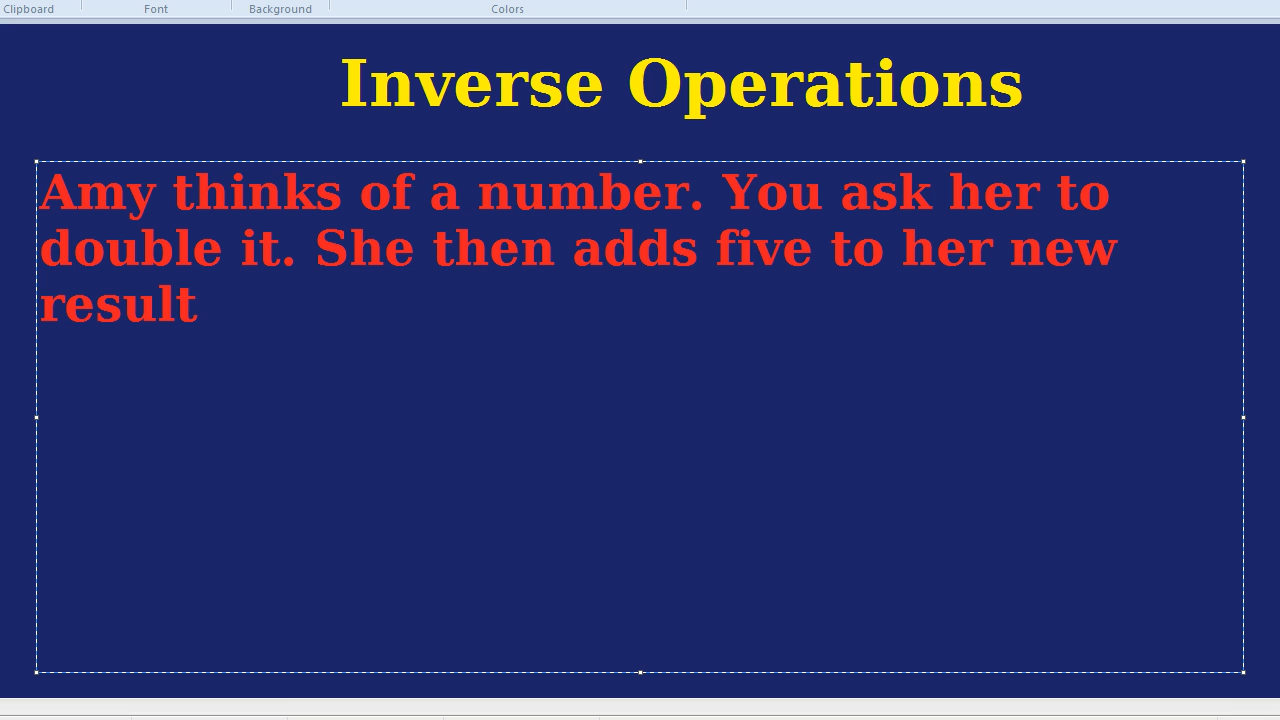 Clipboard Font Background Colors
Inverse Operations
Amy thinks of a number. You ask her to
double it. She then adds five to her new
result